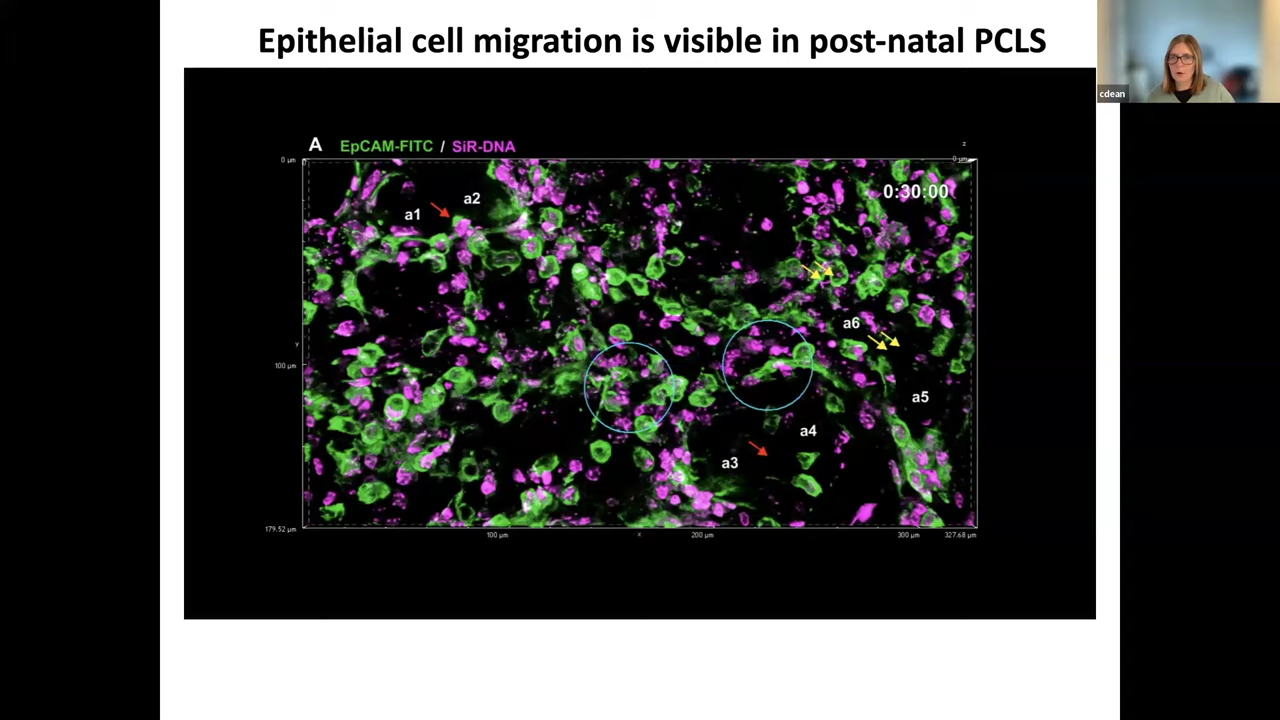 Epithelial cell migration is visible in post-natal PCLS
cdean
A EpCAM-FITC / SiR-DNA
z
0 µm
0 µm
0:30:00
a1
a2
a6
Y
100 µm
a5
a4
a3
179.52 µm
100 µm
X
200 µm
300 µm
327.68 µm